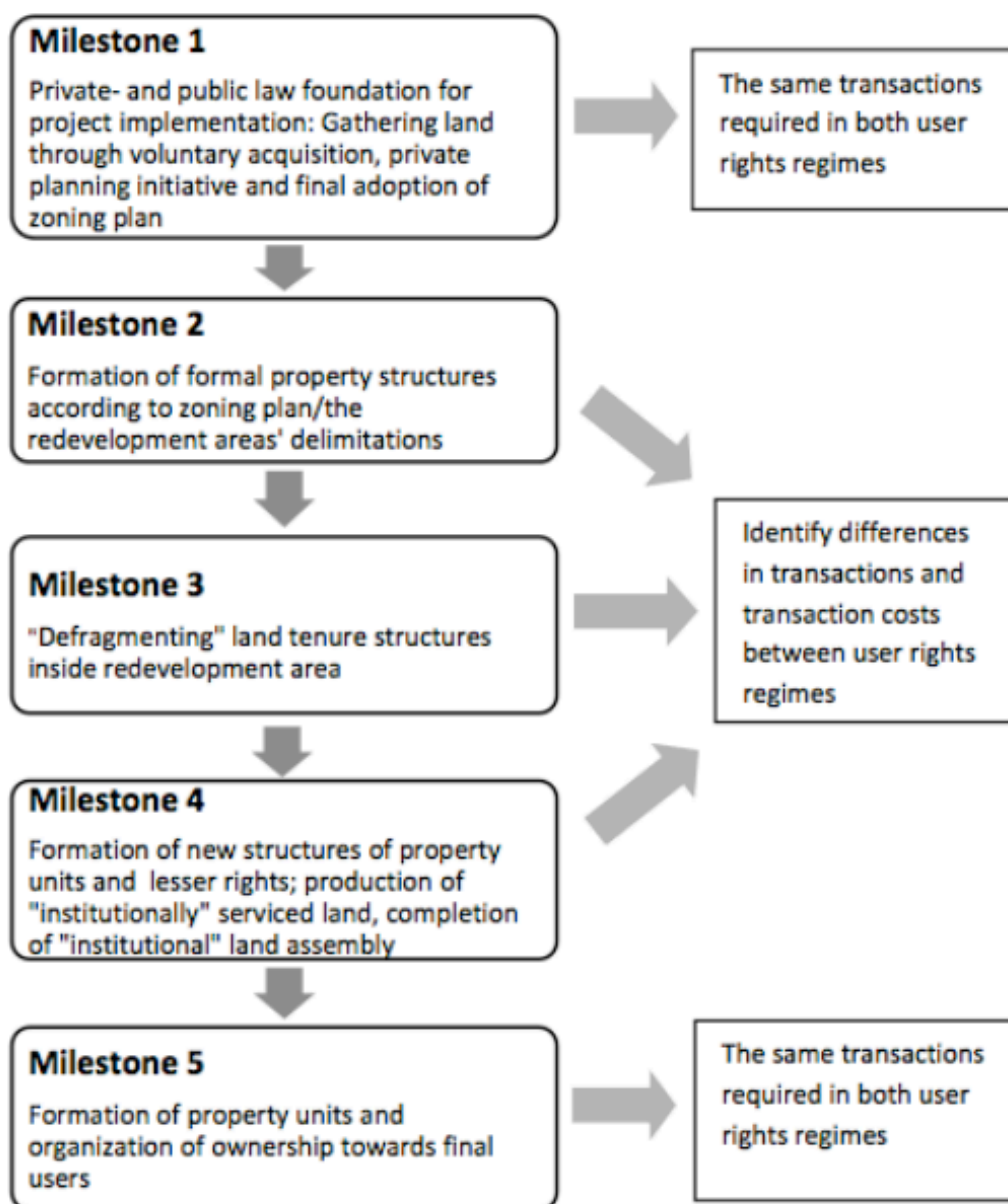 Milestone 1
Private- and public law foundation for
project implementation: Gathering land
through voluntary acquisition, private
planning initiative and final adoption of
zoning plan
The same transactions
required in both user
rights regimes
Milestone 2
Formation of formal property structures
according to zoning plan/the
redevelopment areas' delimitations
Milestone 3
"Defragmenting" land tenure structures
inside redevelopment area
Identify differences
in transactions and
transaction costs
between user rights
regimes
Milestone 4
Formation of new structures of property
units and lesser rights; production of
"institutionally" serviced land, completion
of "institutional" land assembly
Milestone 5
Formation of property units and
organization of ownership towards final
users
The same transactions
required in both user
rights regimes